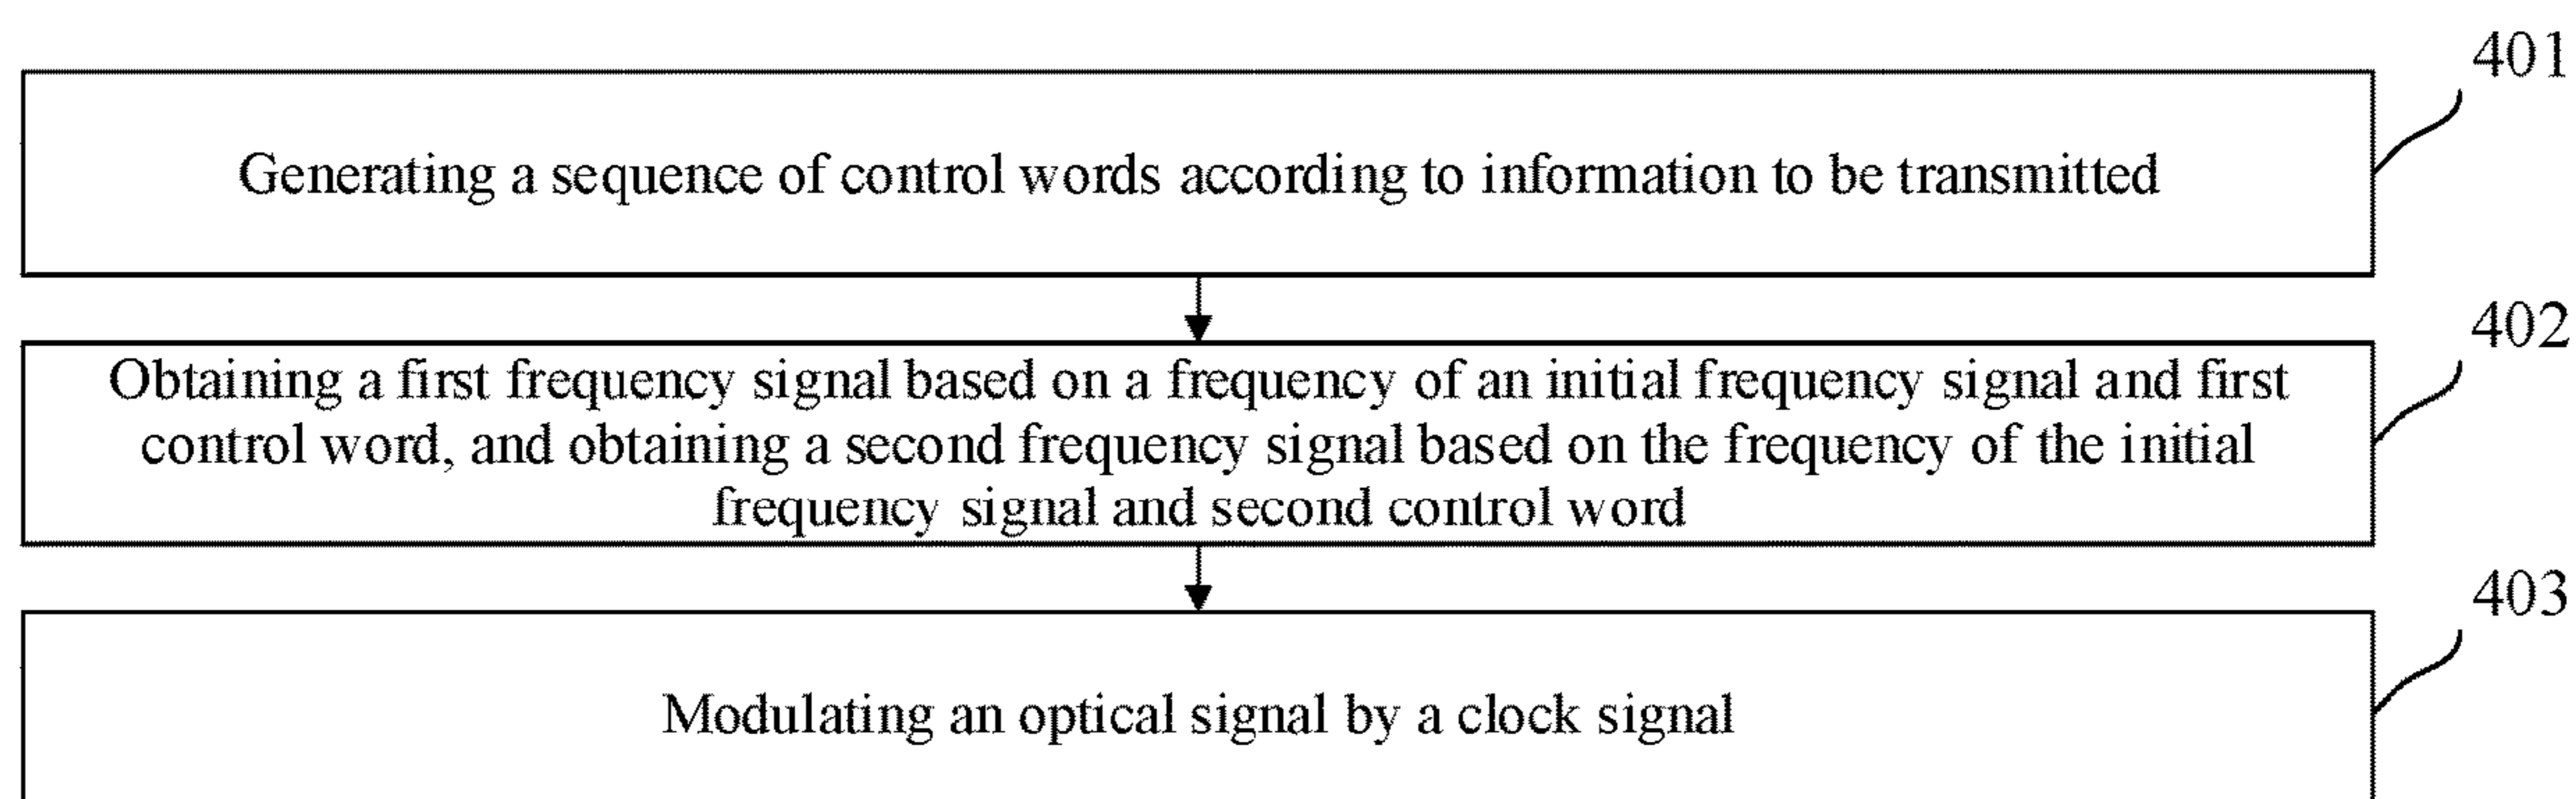 401
Generating a sequence of control words according to information to be transmitted
402
Obtaining a first frequency signal based on a frequency of an initial frequency signal and first
control word, and obtaining a second frequency signal based on the frequency of the initial
frequency signal and second control word
403
Modulating an optical signal by a clock signal